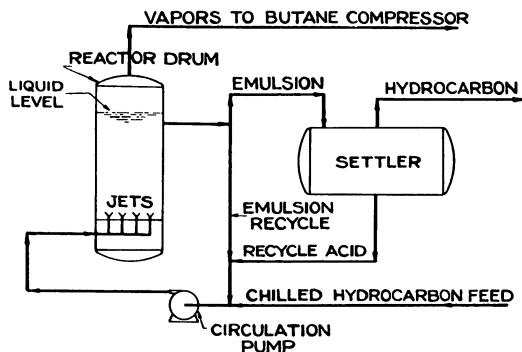 VAPORS TO BUTANE COMPRESSOR
REACTOR DRUM
LIQUID
LEVEL
EMULSION
HYDROCARBON
SETTLER
JETS
EMULSION
RECYCLE
RECYCLE ACID
CHILLED HYDROCARBON FEED
CIRCULATION
PUMP